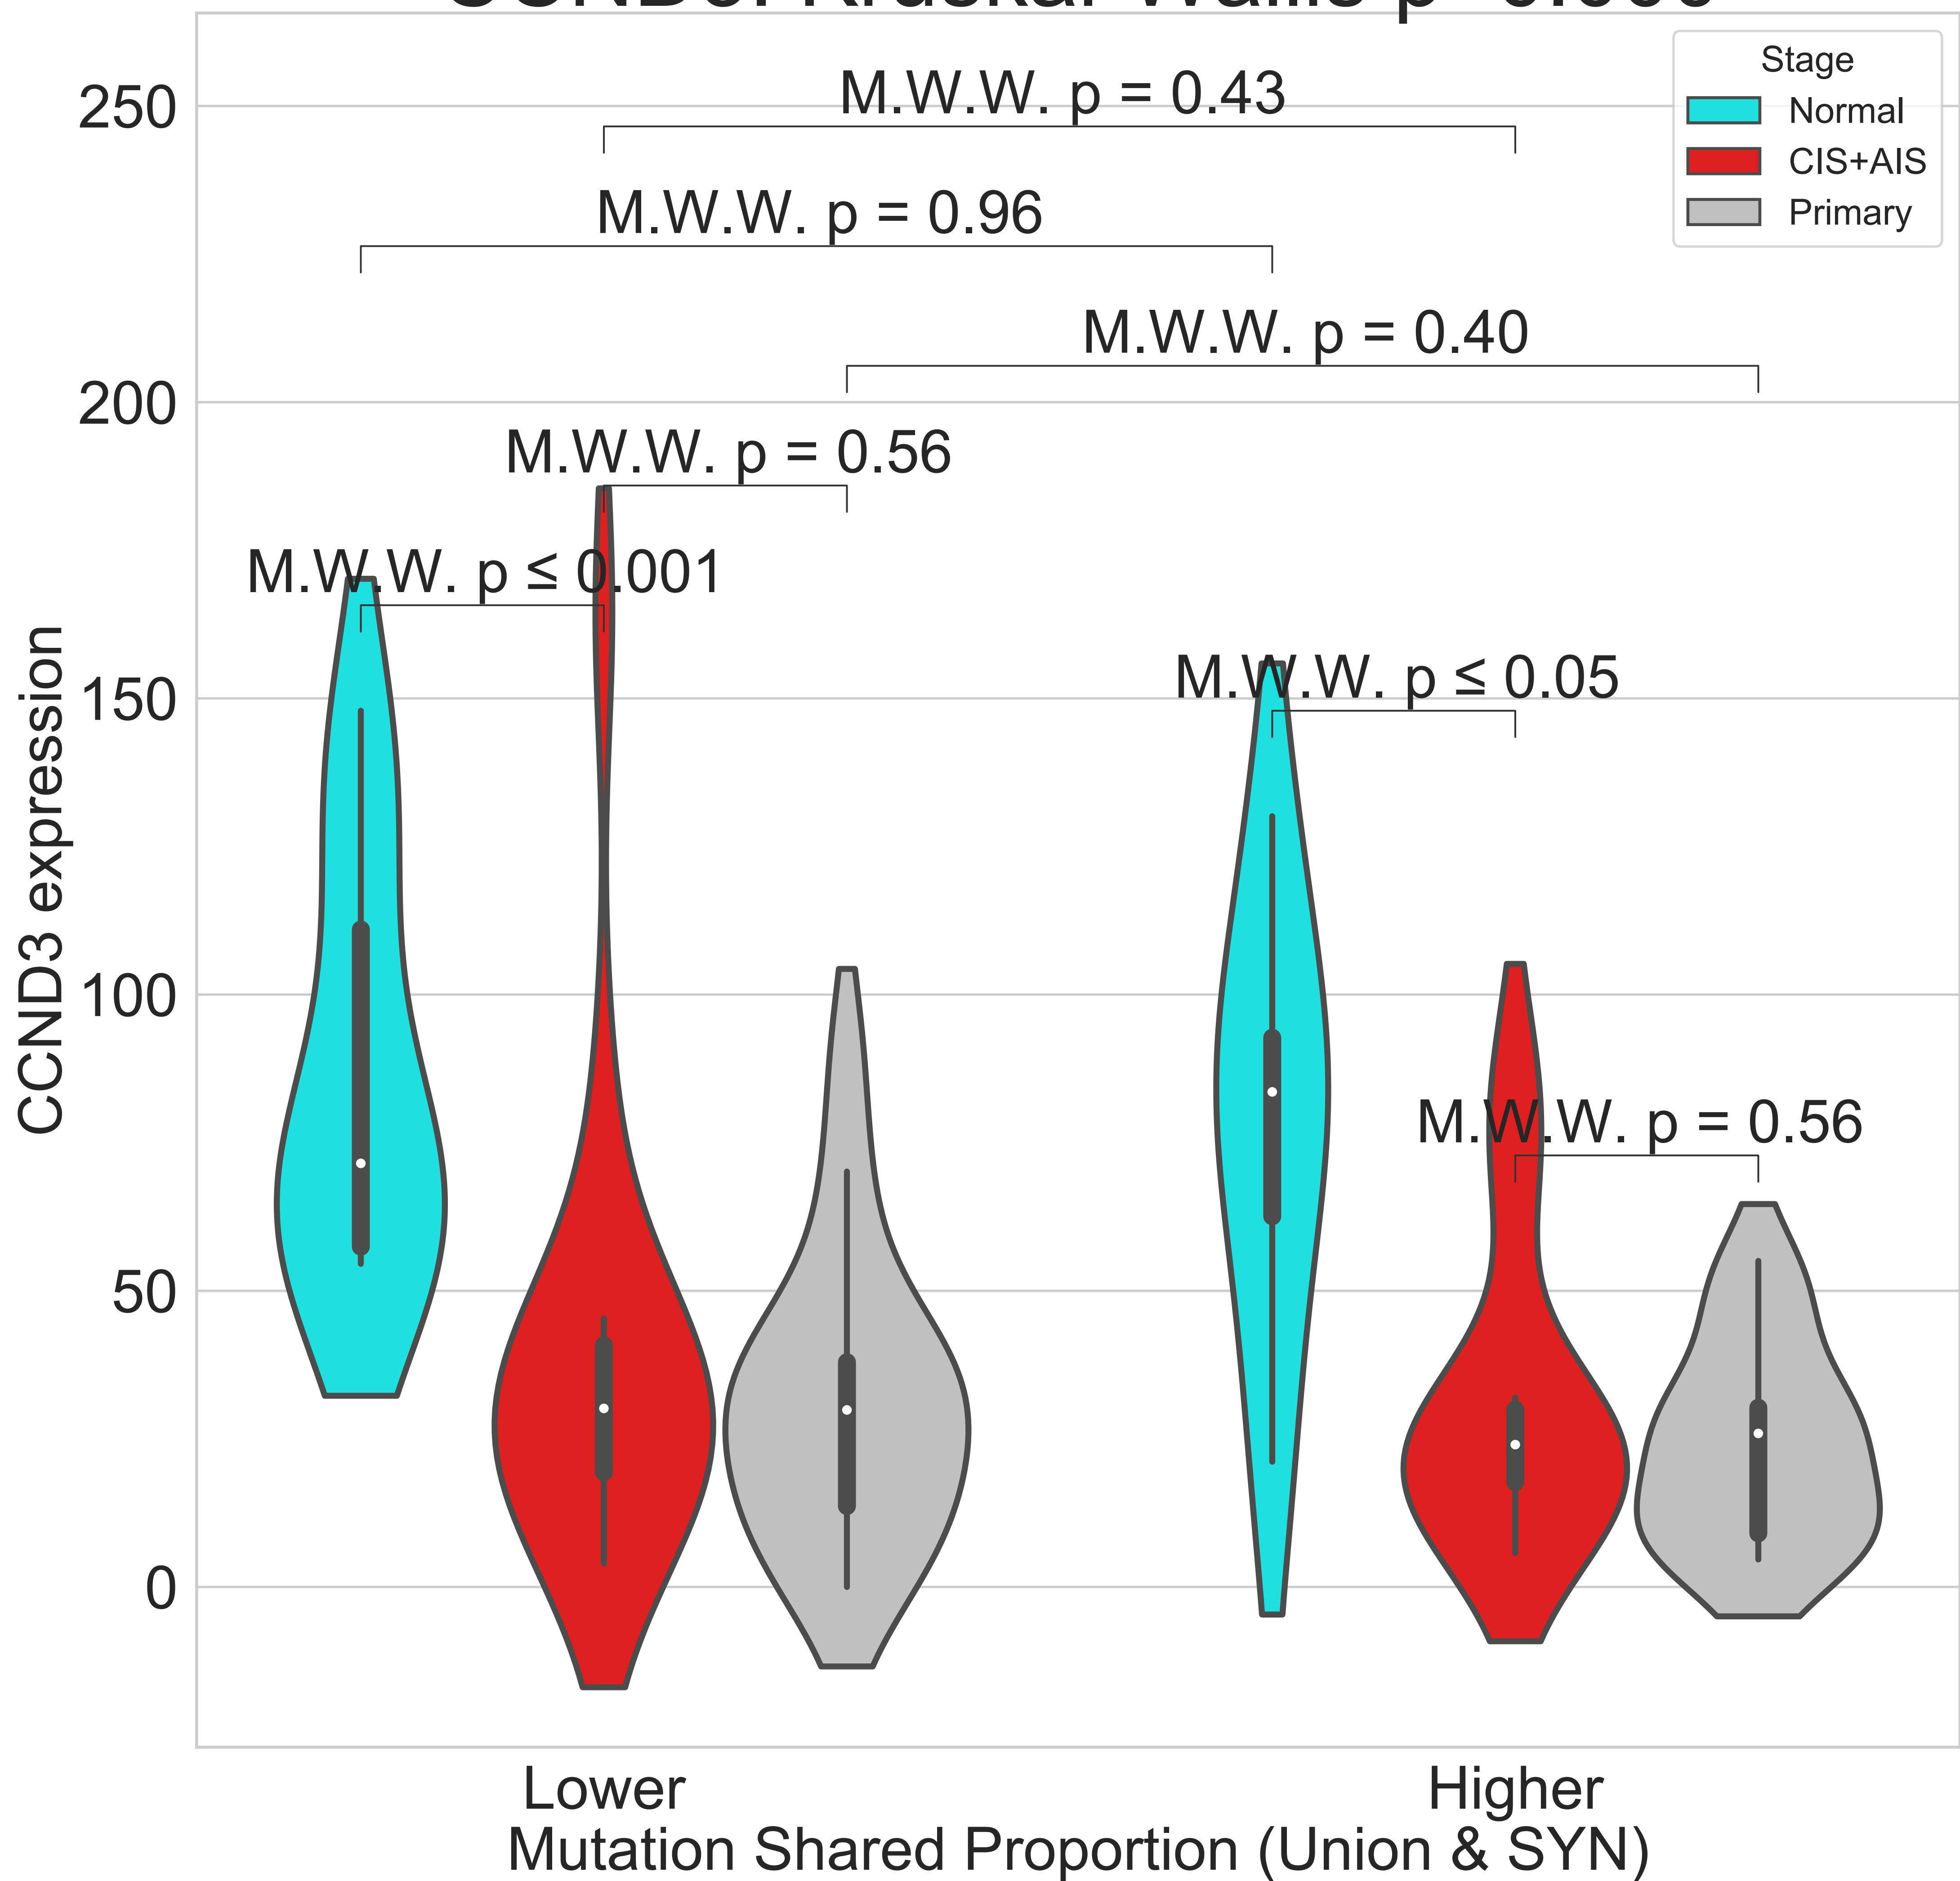 Stage
Normal
CIS+AIS
Primary
M.W.W. p = 0.43
M.W.W. p = 0.96
M.W.W. p = 0.40
M.W.W. p = 0.56
M.W.W. p ≤ 0.001
M.W.W. p ≤ 0.05
M.W.W. p = 0.56
250
200
150
100
50
0
CCND3 expression
Lower
Higher
Mutation Shared Proportion (Union & SYN)